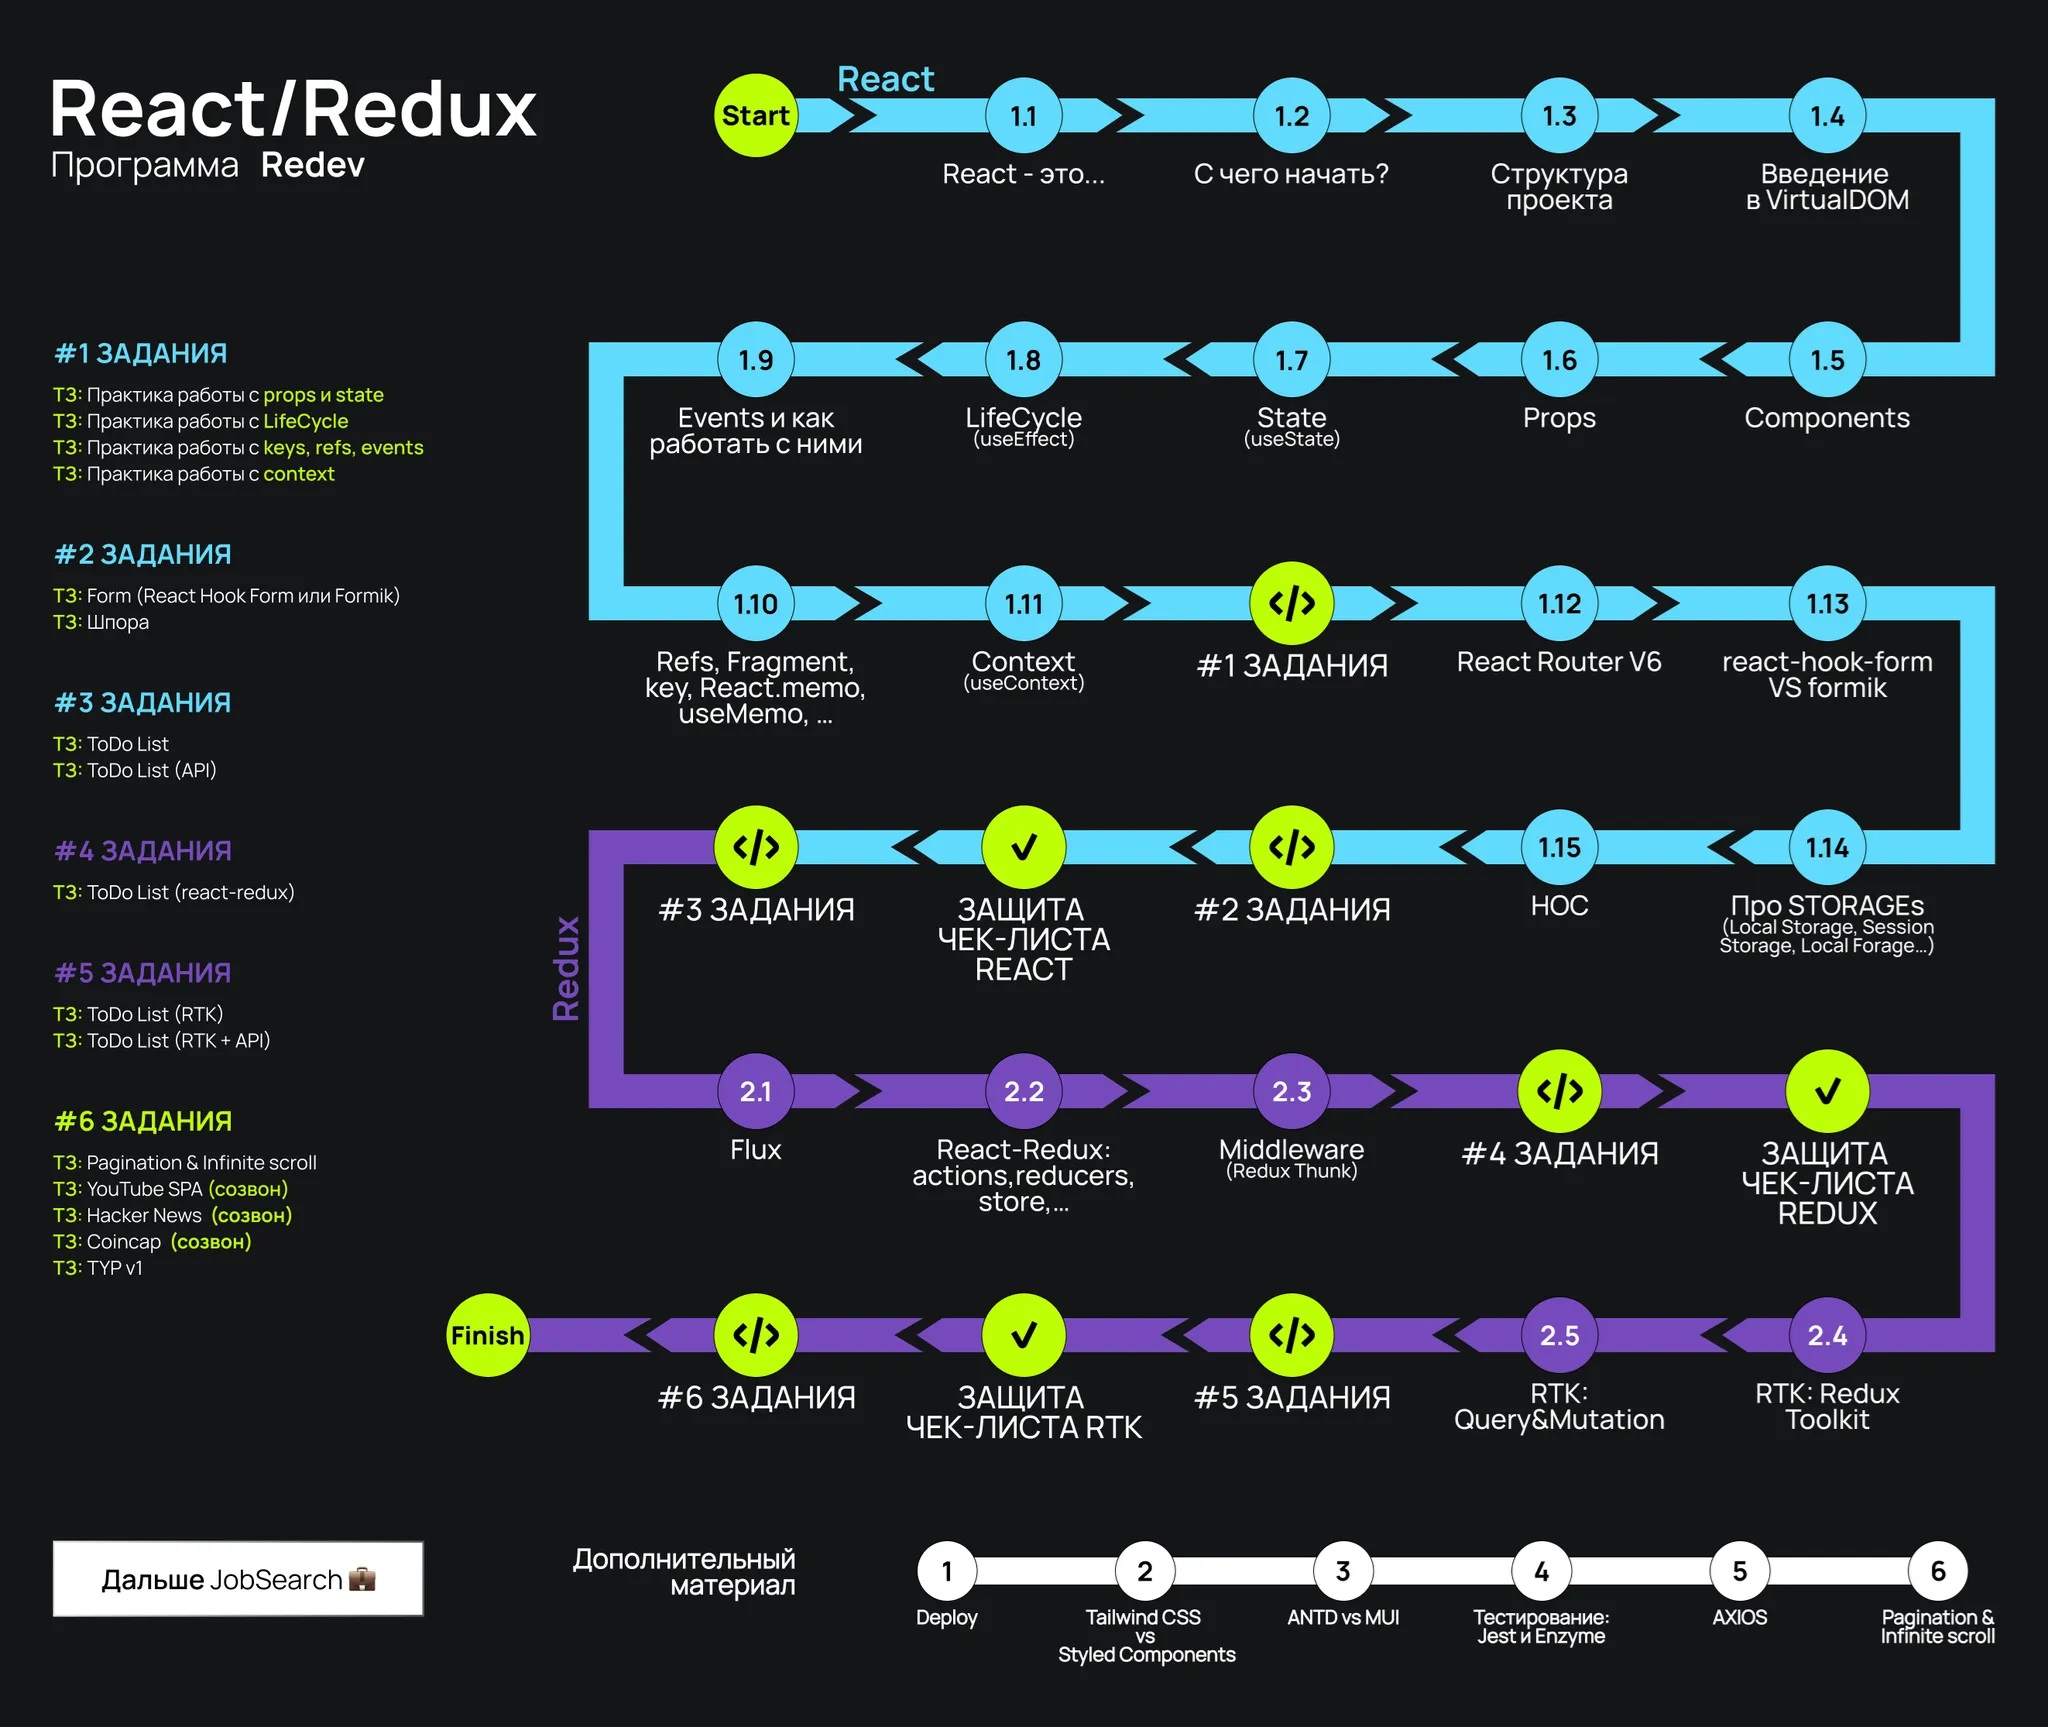 React/Redux
Программа Redev
React
Start
1.1
1.2
1.3
1.4
React - это...
С чего начать?
Структура
проекта
Введение
в VirtualDOM
1.9
1.8
1.7
1.6
1.5
Events и как
работать с ними
LifeCycle
(useEffect)
State
(useState)
Props
Components
1.10
1.11
</>
1.12
1.13
Refs, Fragment,
key, React.memo,
useMemo, ...
Context
(useContext)
#1 ЗАДАНИЯ
React Router V6
react-hook-form
VS formik
</>
✓
</>
1.15
1.14
#3 ЗАДАНИЯ
ЗАЩИТА
ЧЕК-ЛИСТА
REACT
#2 ЗАДАНИЯ
HOC
Про STORAGEs
(Local Storage, Session
Storage, Local Forage...)
Redux
2.1
2.2
2.3
</>
✓
Flux
React-Redux:
actions,reducers,
store,...
Middleware
(Redux Thunk)
#4 ЗАДАНИЯ
ЗАЩИТА
ЧЕК-ЛИСТА
REDUX
Finish
</>
✓
</>
2.5
2.4
#6 ЗАДАНИЯ
ЗАЩИТА
ЧЕК-ЛИСТА RTK
#5 ЗАДАНИЯ
RTK:
Query&Mutation
RTK: Redux
Toolkit
#1 ЗАДАНИЯ
ТЗ: Практика работы с props и state
ТЗ: Практика работы с LifeCycle
ТЗ: Практика работы с keys, refs, events
ТЗ: Практика работы с context
#2 ЗАДАНИЯ
ТЗ: Form (React Hook Form или Formik)
ТЗ: Шпора
#3 ЗАДАНИЯ
ТЗ: ToDo List
ТЗ: ToDo List (API)
#4 ЗАДАНИЯ
ТЗ: ToDo List (react-redux)
#5 ЗАДАНИЯ
ТЗ: ToDo List (RTK)
ТЗ: ToDo List (RTK + API)
#6 ЗАДАНИЯ
ТЗ: Pagination & Infinite scroll
ТЗ: YouTube SPA (созвон)
ТЗ: Hacker News (созвон)
ТЗ: Coincap (созвон)
ТЗ: TYP v1
Дальше JobSearch
Дополнительный
материал
1
2
3
4
5
6
Deploy
Tailwind CSS
vs
Styled Components
ANTD vs MUI
Тестирование:
Jest и Enzyme
AXIOS
Pagination &
Infinite scroll